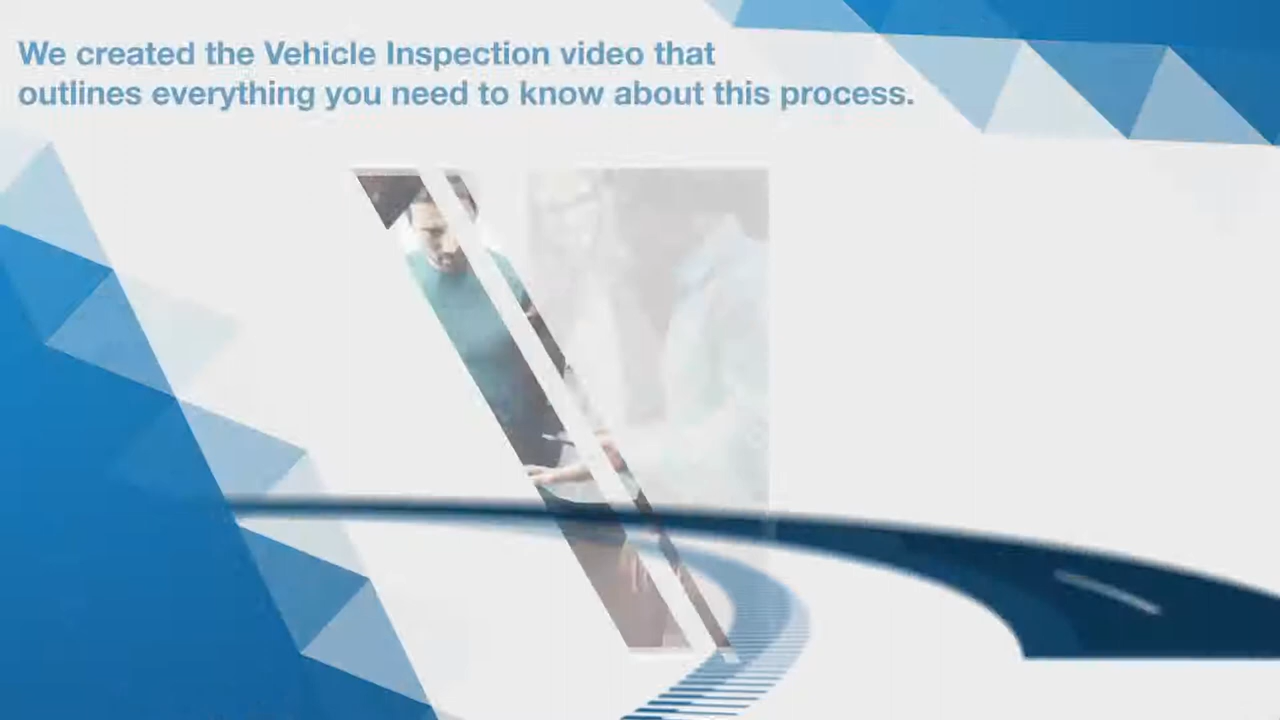 We created the Vehicle Inspection video that
outlines everything you need to know about this process.